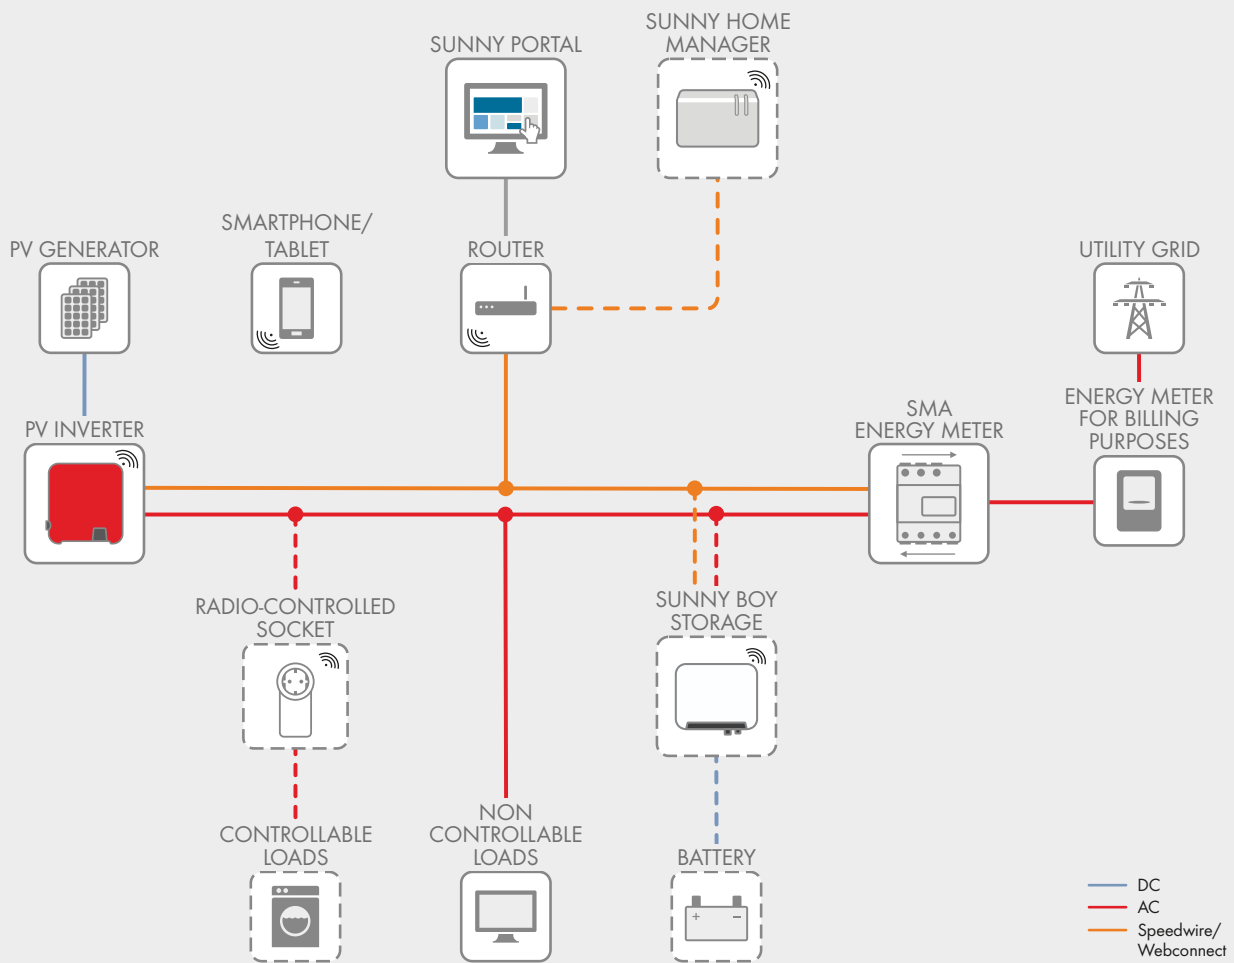 SUNNY PORTAL
SUNNY HOME
MANAGER
PV GENERATOR
SMARTPHONE/
TABLET
ROUTER
UTILITY GRID
PV INVERTER
SMA
ENERGY METER
ENERGY METER
FOR BILLING
PURPOSES
RADIO-CONTROLLED
SOCKET
SUNNY BOY
STORAGE
CONTROLLABLE
LOADS
NON
CONTROLLABLE
LOADS
BATTERY
+ −
DC
AC
Speedwire/
Webconnect